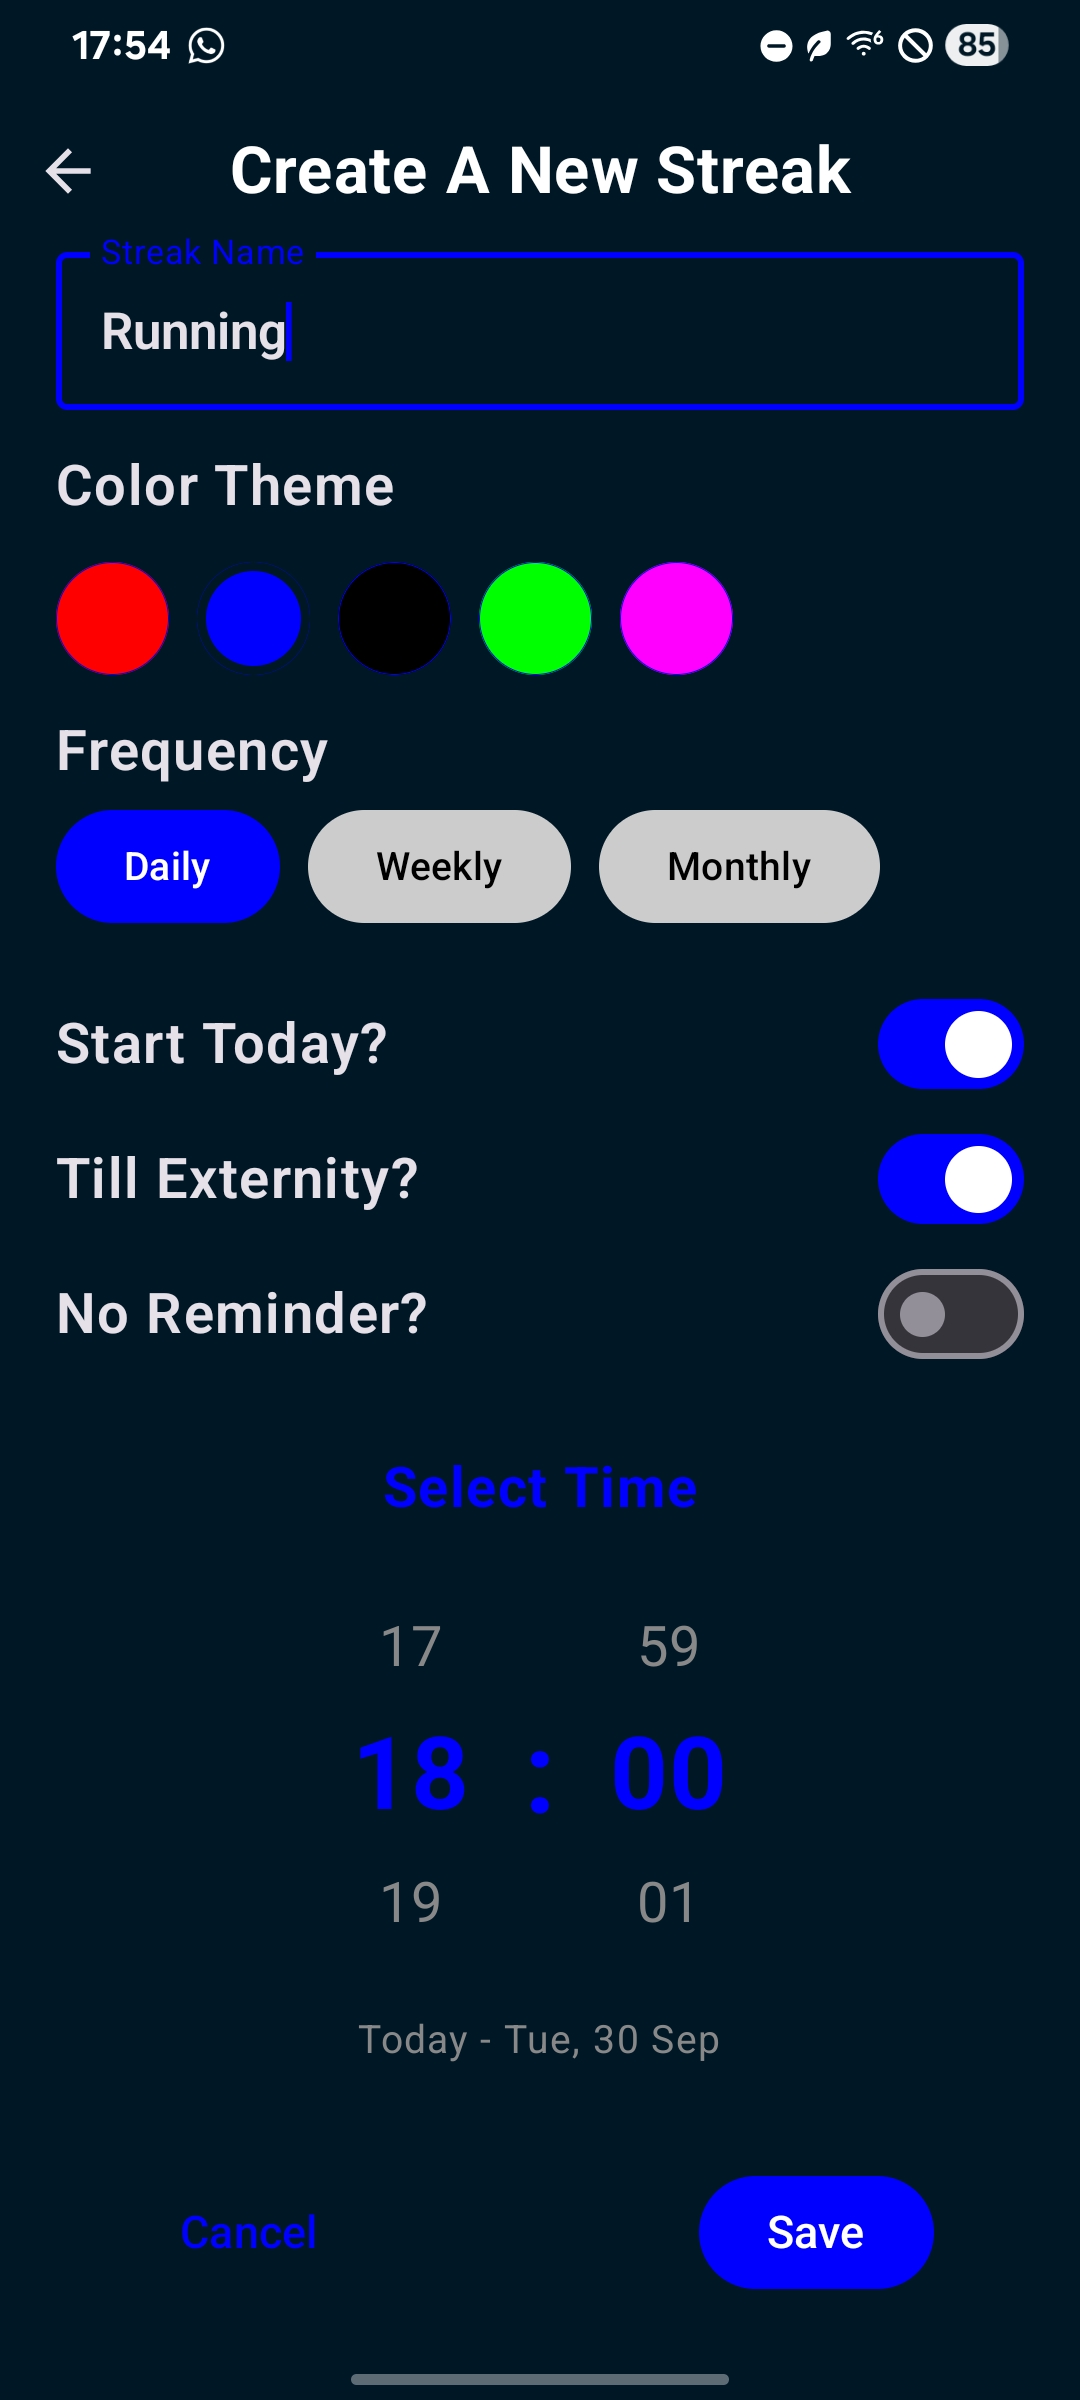 17:54 85
Create A New Streak
Streak Name
Running
Color Theme
Frequency
Daily Weekly Monthly
Start Today?
Till Externity?
No Reminder?
Select Time
17 59
18 : 00
19 01
Today - Tue, 30 Sep
Cancel Save